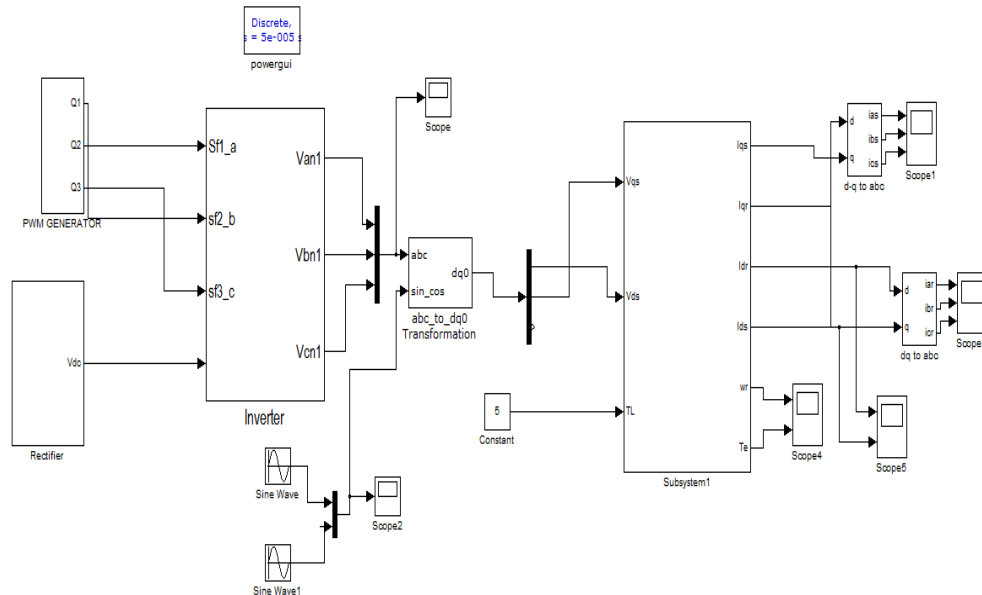 Discrete,
s = 5e-005 s
powergui
Q1
Q2
Q3
PWM GENERATOR
Sf1_a
sf2_b
sf3_c
Van1
Vbn1
Vcn1
Inverter
Vdc
Rectifier
Scope
abc
sin_cos
dq0
abc_to_dq0
Transformation
Sine Wave
Sine Wave1
Scope2
5
Constant
Vqs
Vds
TL
Iqs
Iqr
Idr
Ids
wr
Te
Subsystem1
d
q
ias
ibs
ics
d-q to abc
Scope1
d
q
iar
ibr
icr
dq to abc
Scope
Scope4
Scope5